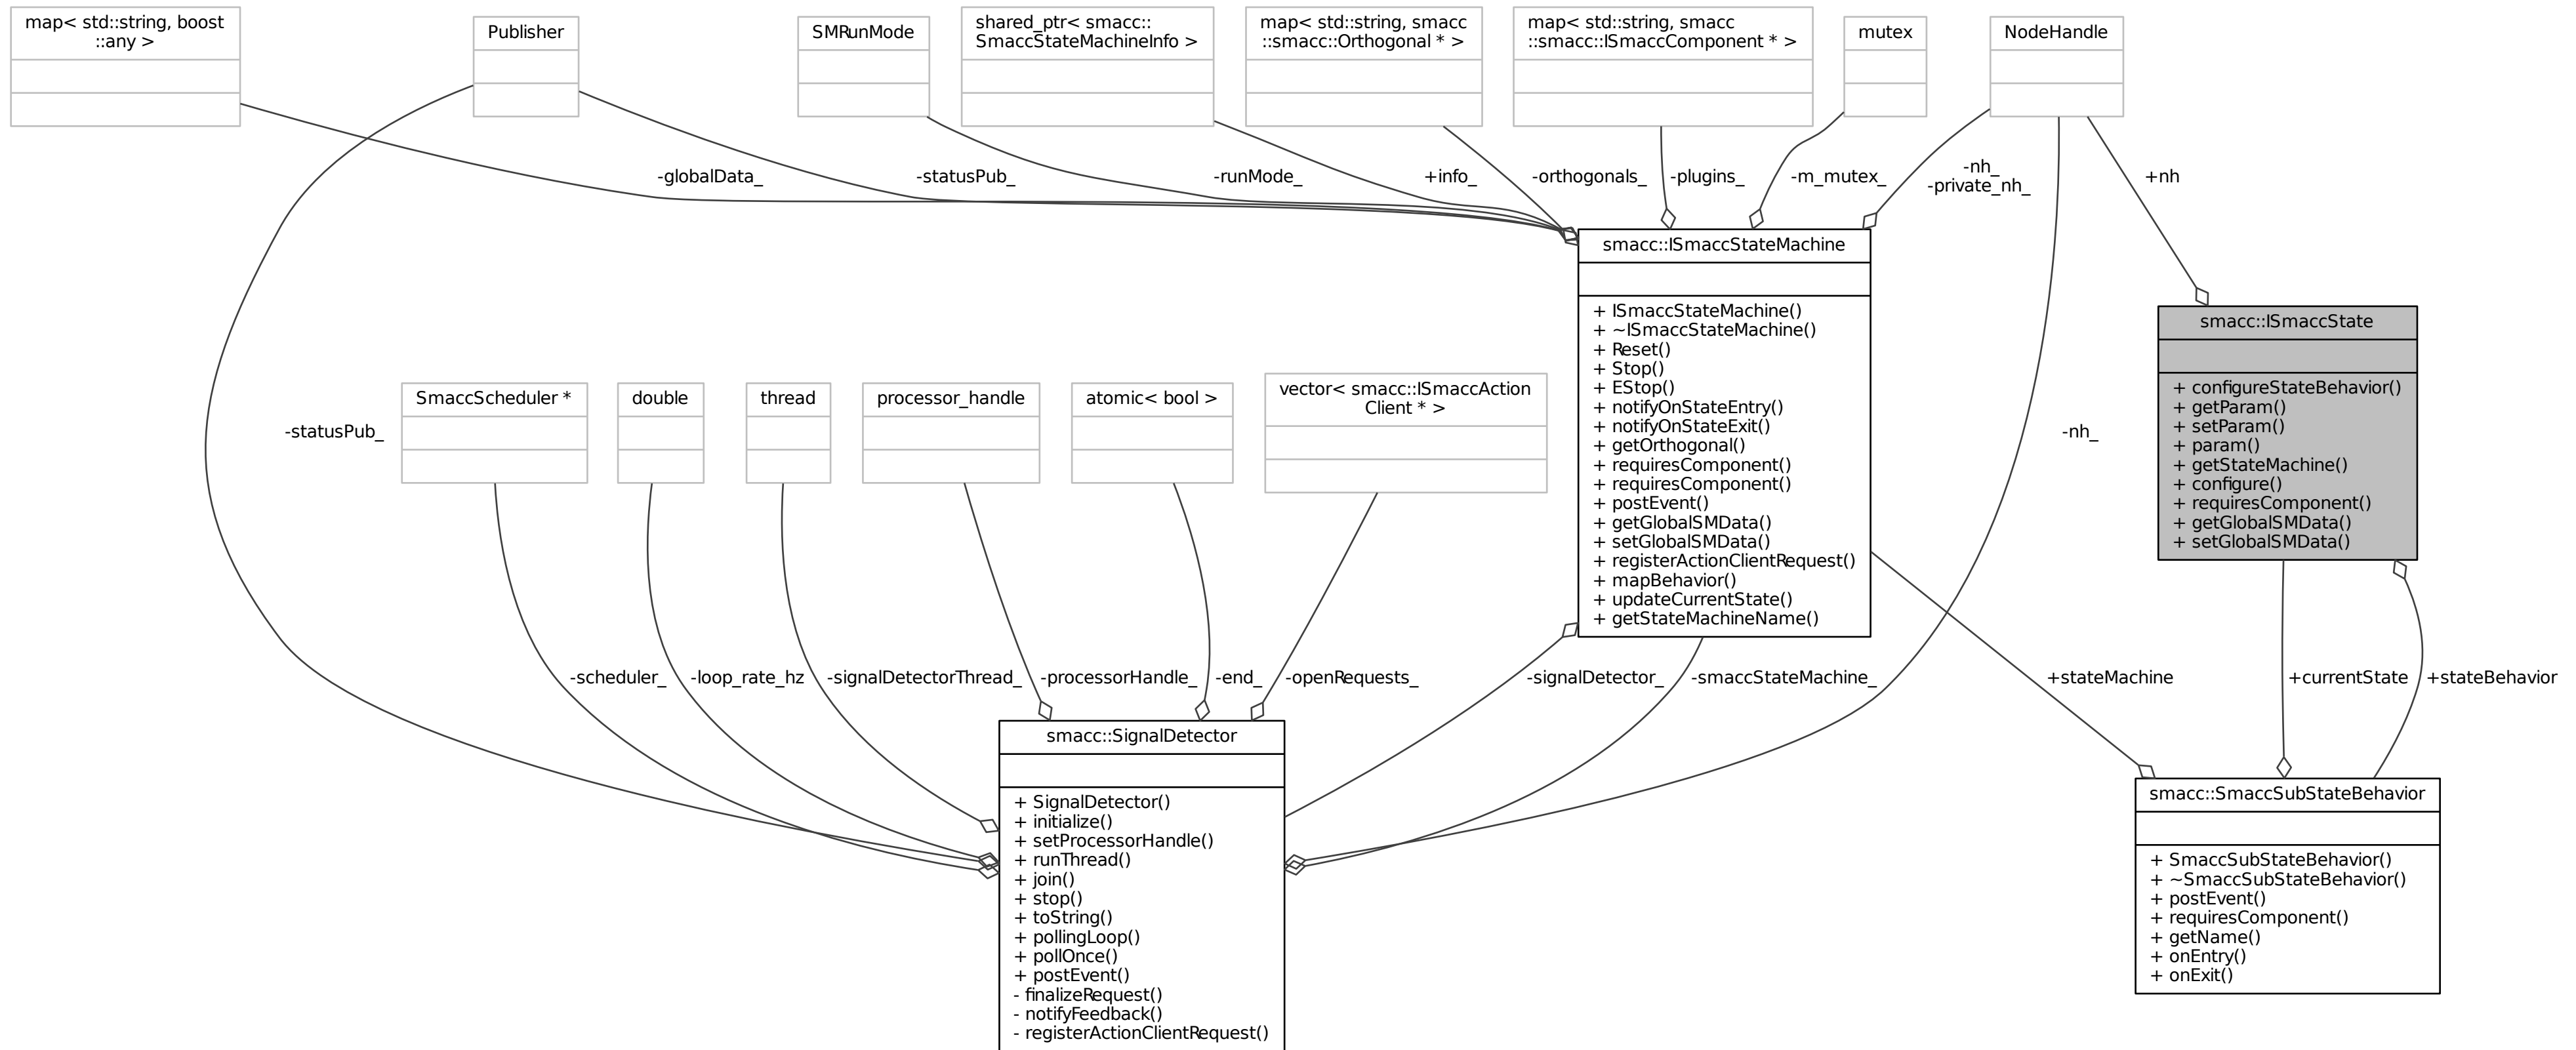 map< std::string, boost
::any >
Publisher
SMRunMode
shared_ptr< smacc::
SmaccStateMachineInfo >
map< std::string, smacc
::smacc::Orthogonal * >
map< std::string, smacc
::smacc::ISmaccComponent * >
mutex
NodeHandle
-globalData_
-statusPub_
-runMode_
+info_
-orthogonals_
-plugins_
-m_mutex_
-nh_
-private_nh_
+nh
smacc::ISmaccStateMachine
+ ISmaccStateMachine()
+ ~ISmaccStateMachine()
+ Reset()
+ Stop()
+ EStop()
+ notifyOnStateEntry()
+ notifyOnStateExit()
+ getOrthogonal()
+ requiresComponent()
+ requiresComponent()
+ postEvent()
+ getGlobalSMData()
+ setGlobalSMData()
+ registerActionClientRequest()
+ mapBehavior()
+ updateCurrentState()
+ getStateMachineName()
smacc::ISmaccState
+ configureStateBehavior()
+ getParam()
+ setParam()
+ param()
+ getStateMachine()
+ configure()
+ requiresComponent()
+ getGlobalSMData()
+ setGlobalSMData()
-statusPub_
SmaccScheduler *
double
thread
processor_handle
atomic< bool >
vector< smacc::ISmaccAction
Client * >
-nh_
-scheduler_
-loop_rate_hz
-signalDetectorThread_
-processorHandle_
-end_
-openRequests_
-signalDetector_
-smaccStateMachine_
+stateMachine
+currentState
+stateBehavior
smacc::SignalDetector
+ SignalDetector()
+ initialize()
+ setProcessorHandle()
+ runThread()
+ join()
+ stop()
+ toString()
+ pollingLoop()
+ pollOnce()
+ postEvent()
- finalizeRequest()
- notifyFeedback()
- registerActionClientRequest()
smacc::SmaccSubStateBehavior
+ SmaccSubStateBehavior()
+ ~SmaccSubStateBehavior()
+ postEvent()
+ requiresComponent()
+ getName()
+ onEntry()
+ onExit()